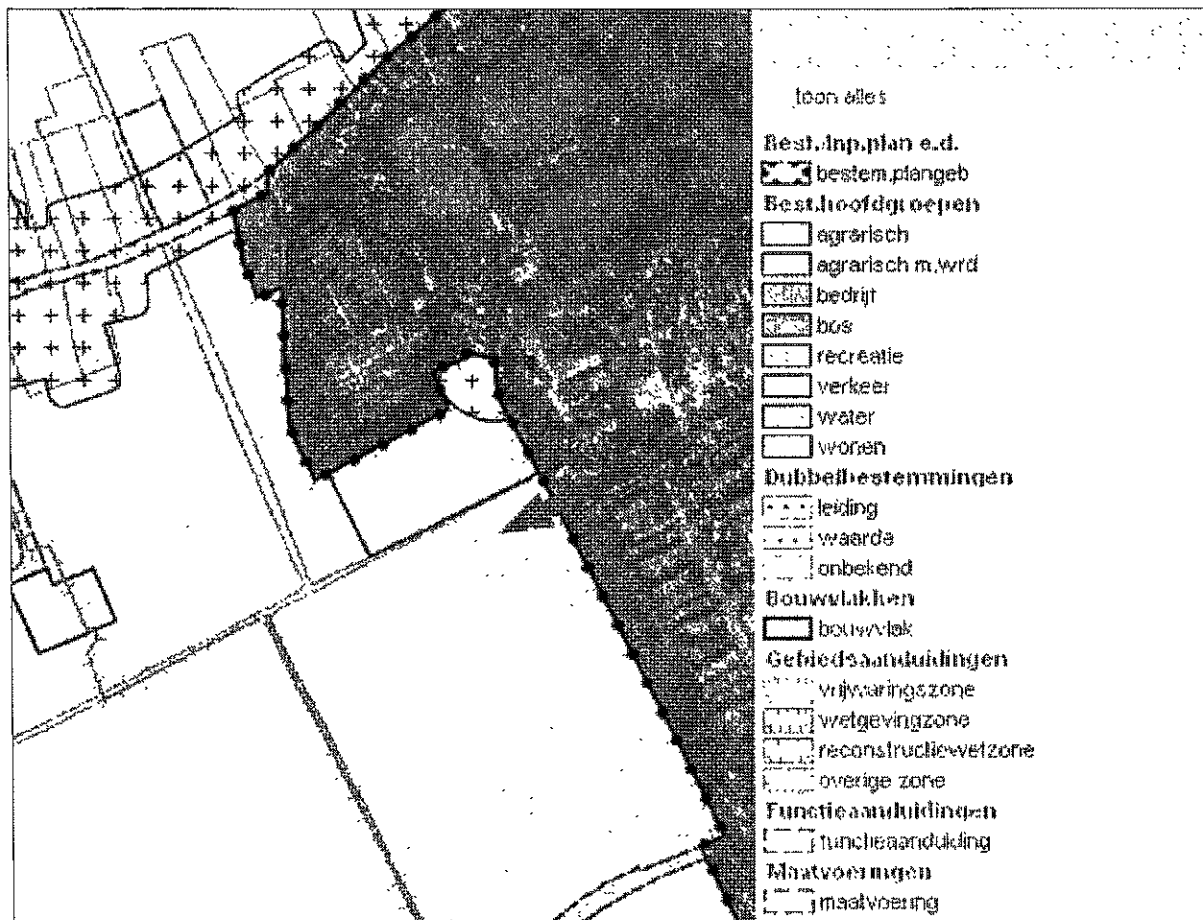 toon alles
Best.inp.plan e.d.
bestem.plangeb
Best.hoofdgroepen
agrarisch
agrarisch m.wrd
bedrijf
bos
recreatie
verkeer
water
wonen
Dubbelbestemmingen
leiding
waarde
onbekend
Bouwvlakken
bouwvlak
Gebiedsaanduidingen
vrijwaringszone
wetgevingzone
reconstructiewetzone
overige zone
Functieaanduidingen
functieaanduiding
Maatvoeringen
maatvoering